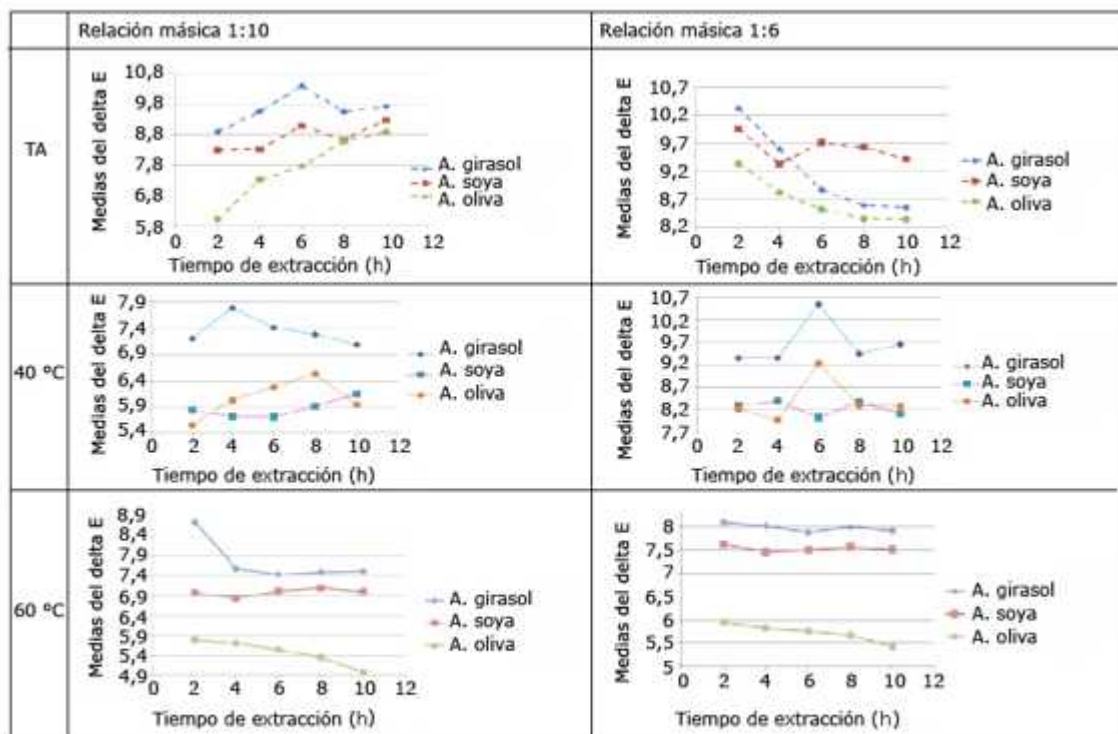 Relación másica 1:10
Relación másica 1:6
TA
Medias del delta E
10,8
9,8
8,8
7,8
6,8
5,8
0 2 4 6 8 10 12
Tiempo de extracción (h)
A. girasol
A. soya
A. oliva
Medias del delta E
10,7
10,2
9,7
9,2
8,7
8,2
0 2 4 6 8 10 12
Tiempo de extracción (h)
A. girasol
A. soya
A. oliva
40 °C
Medias del delta E
7,9
7,4
6,9
6,4
5,9
5,4
0 2 4 6 8 10 12
Tiempo de extracción (h)
A. girasol
A. soya
A. oliva
Medias del delta E
10,7
10,2
9,7
9,2
8,7
8,2
7,7
0 2 4 6 8 10 12
Tiempo de extracción (h)
A. girasol
A. soya
A. oliva
60 °C
Medias del delta E
8,9
8,4
7,9
7,4
6,9
6,4
5,9
5,4
4,9
0 2 4 6 8 10 12
Tiempo de extracción (h)
A. girasol
A. soya
A. oliva
Medias del delta E
8
7,5
7
6,5
6
5,5
5
0 2 4 6 8 10 12
Tiempo de extracción (h)
A. girasol
A. soya
A. oliva